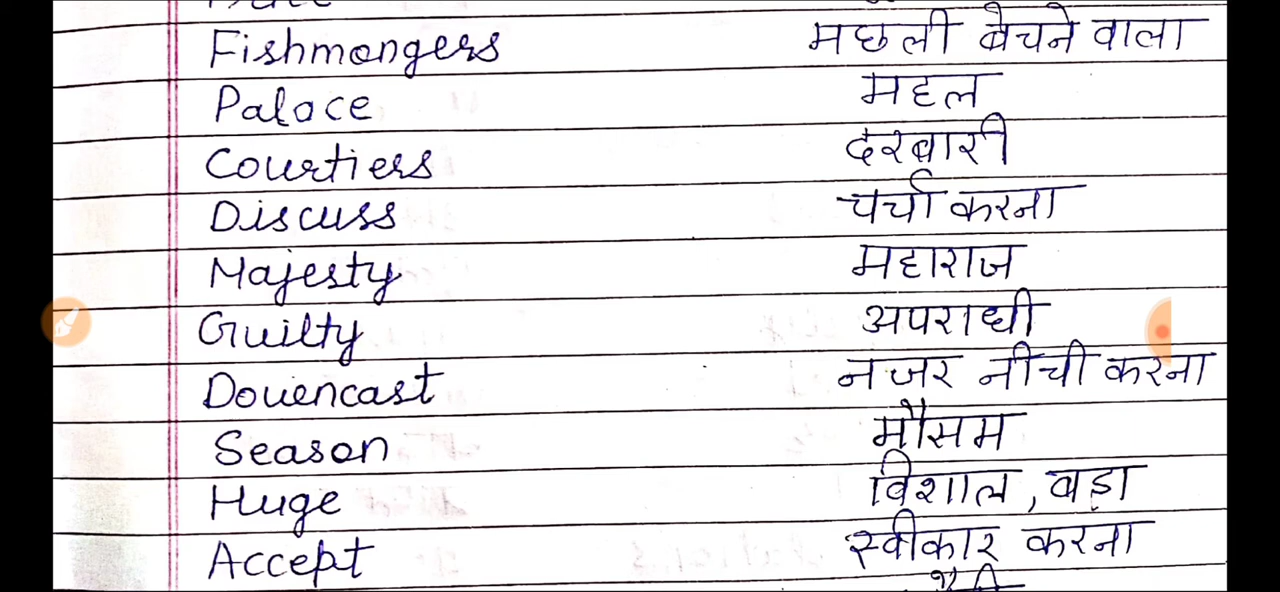 Fishmongers मछली बेचने वाला
Palace महल
Courtiers दरबारी
Discuss चर्चा करना
Majesty महाराज
Guilty अपराधी
Downcast नजर नीची करना
Season मौसम
Huge विशाल, बड़ा
Accept स्वीकार करना